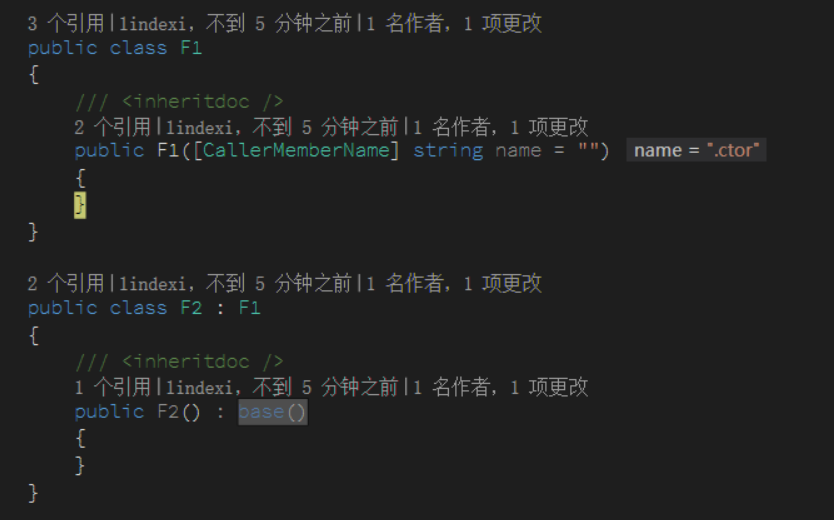 3 个引用|lindexi，不到 5 分钟之前|1 名作者，1 项更改
public class F1
{
/// <inheritdoc />
2 个引用|lindexi，不到 5 分钟之前|1 名作者，1 项更改
public F1([CallerMemberName] string name = "") name = ".ctor"
{
}
}
2 个引用|lindexi，不到 5 分钟之前|1 名作者，1 项更改
public class F2 : F1
{
/// <inheritdoc />
1 个引用|lindexi，不到 5 分钟之前|1 名作者，1 项更改
public F2() : base()
{
}
}